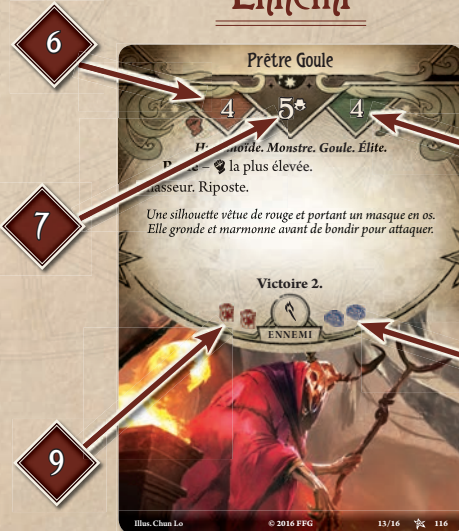 Ennemi
6
Prêtre Goule
4 5 4
Monstre. Goule. Élite.
– la plus élevée.
Riposte.
7
Une silhouette vêtue de rouge et portant un masque en os.
Elle gronde et marmonne avant de bondir pour attaquer.
Victoire 2.
ENNEMI
9
Illus. Chun Lo © 2016 FFG 13/16 116